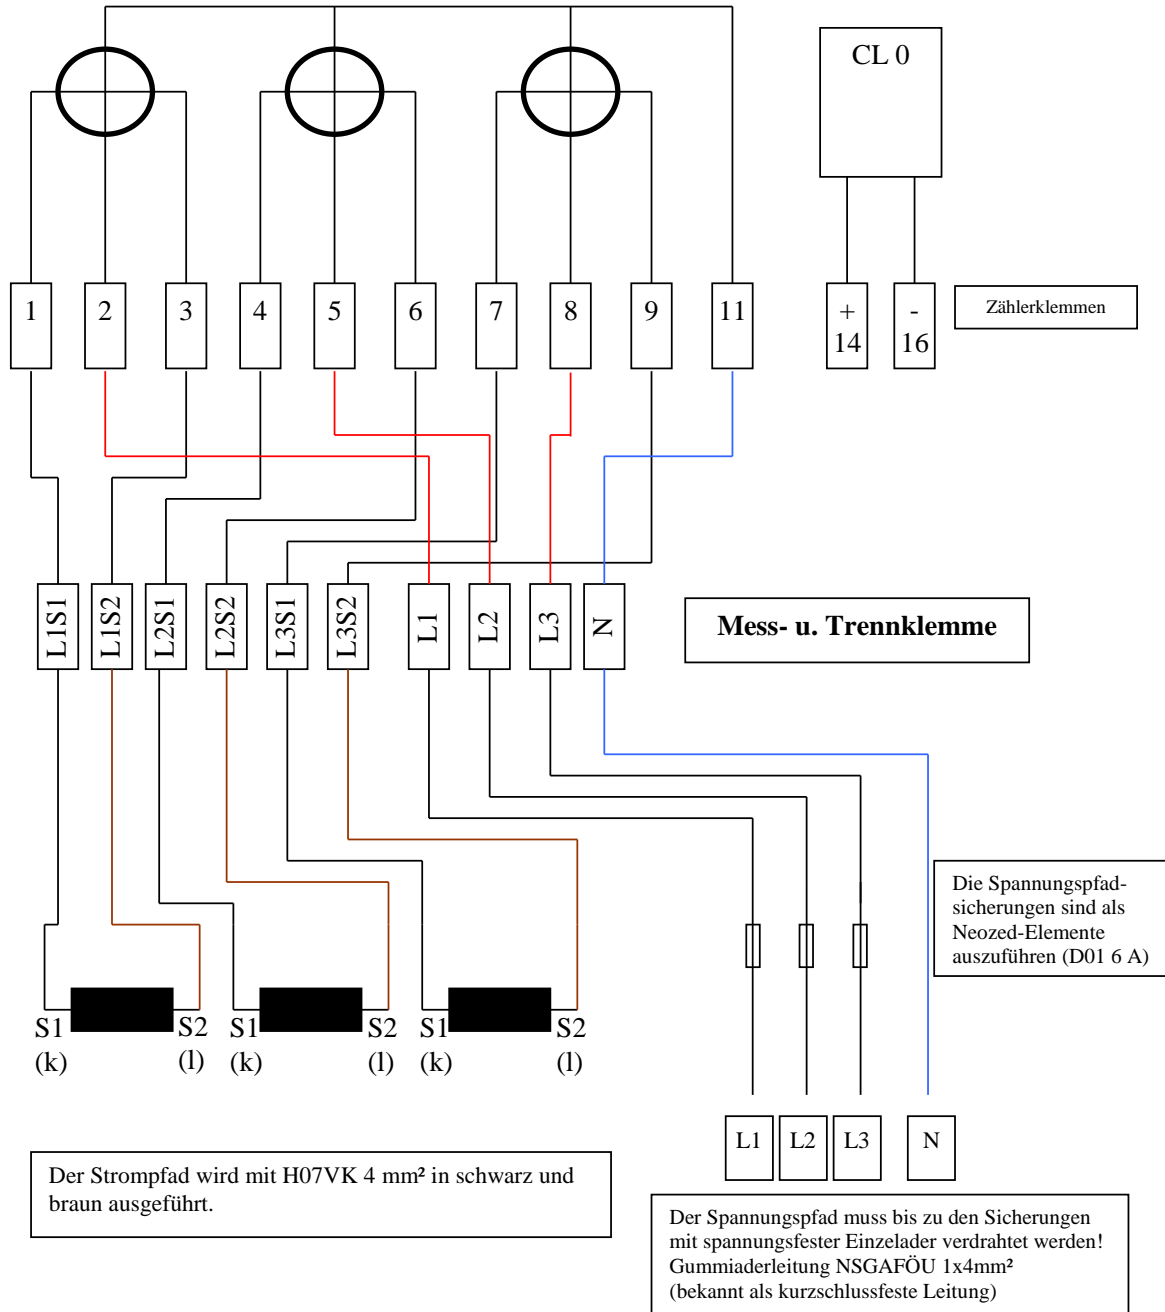 CL 0
1 2 3 4 5 6 7 8 9 11
+ -
14 16
Zählerklemmen
L1S1 L1S2 L2S1 L2S2 L3S1 L3S2 L1 L2 L3 N
Mess- u. Trennklemme
Die Spannungspfad-
sicherungen sind als
Neozed-Elemente
auszuführen (D01 6 A)
S1 S2 S1 S2 S1 S2
(k) (l) (k) (l) (k) (l)
L1 L2 L3 N
Der Strompfad wird mit H07VK 4 mm² in schwarz und
braun ausgeführt.
Der Spannungspfad muss bis zu den Sicherungen
mit spannungsfester Einzelader verdrahtet werden!
Gummiaderleitung NSGAFÖU 1x4mm²
(bekannt als kurzschlussfeste Leitung)